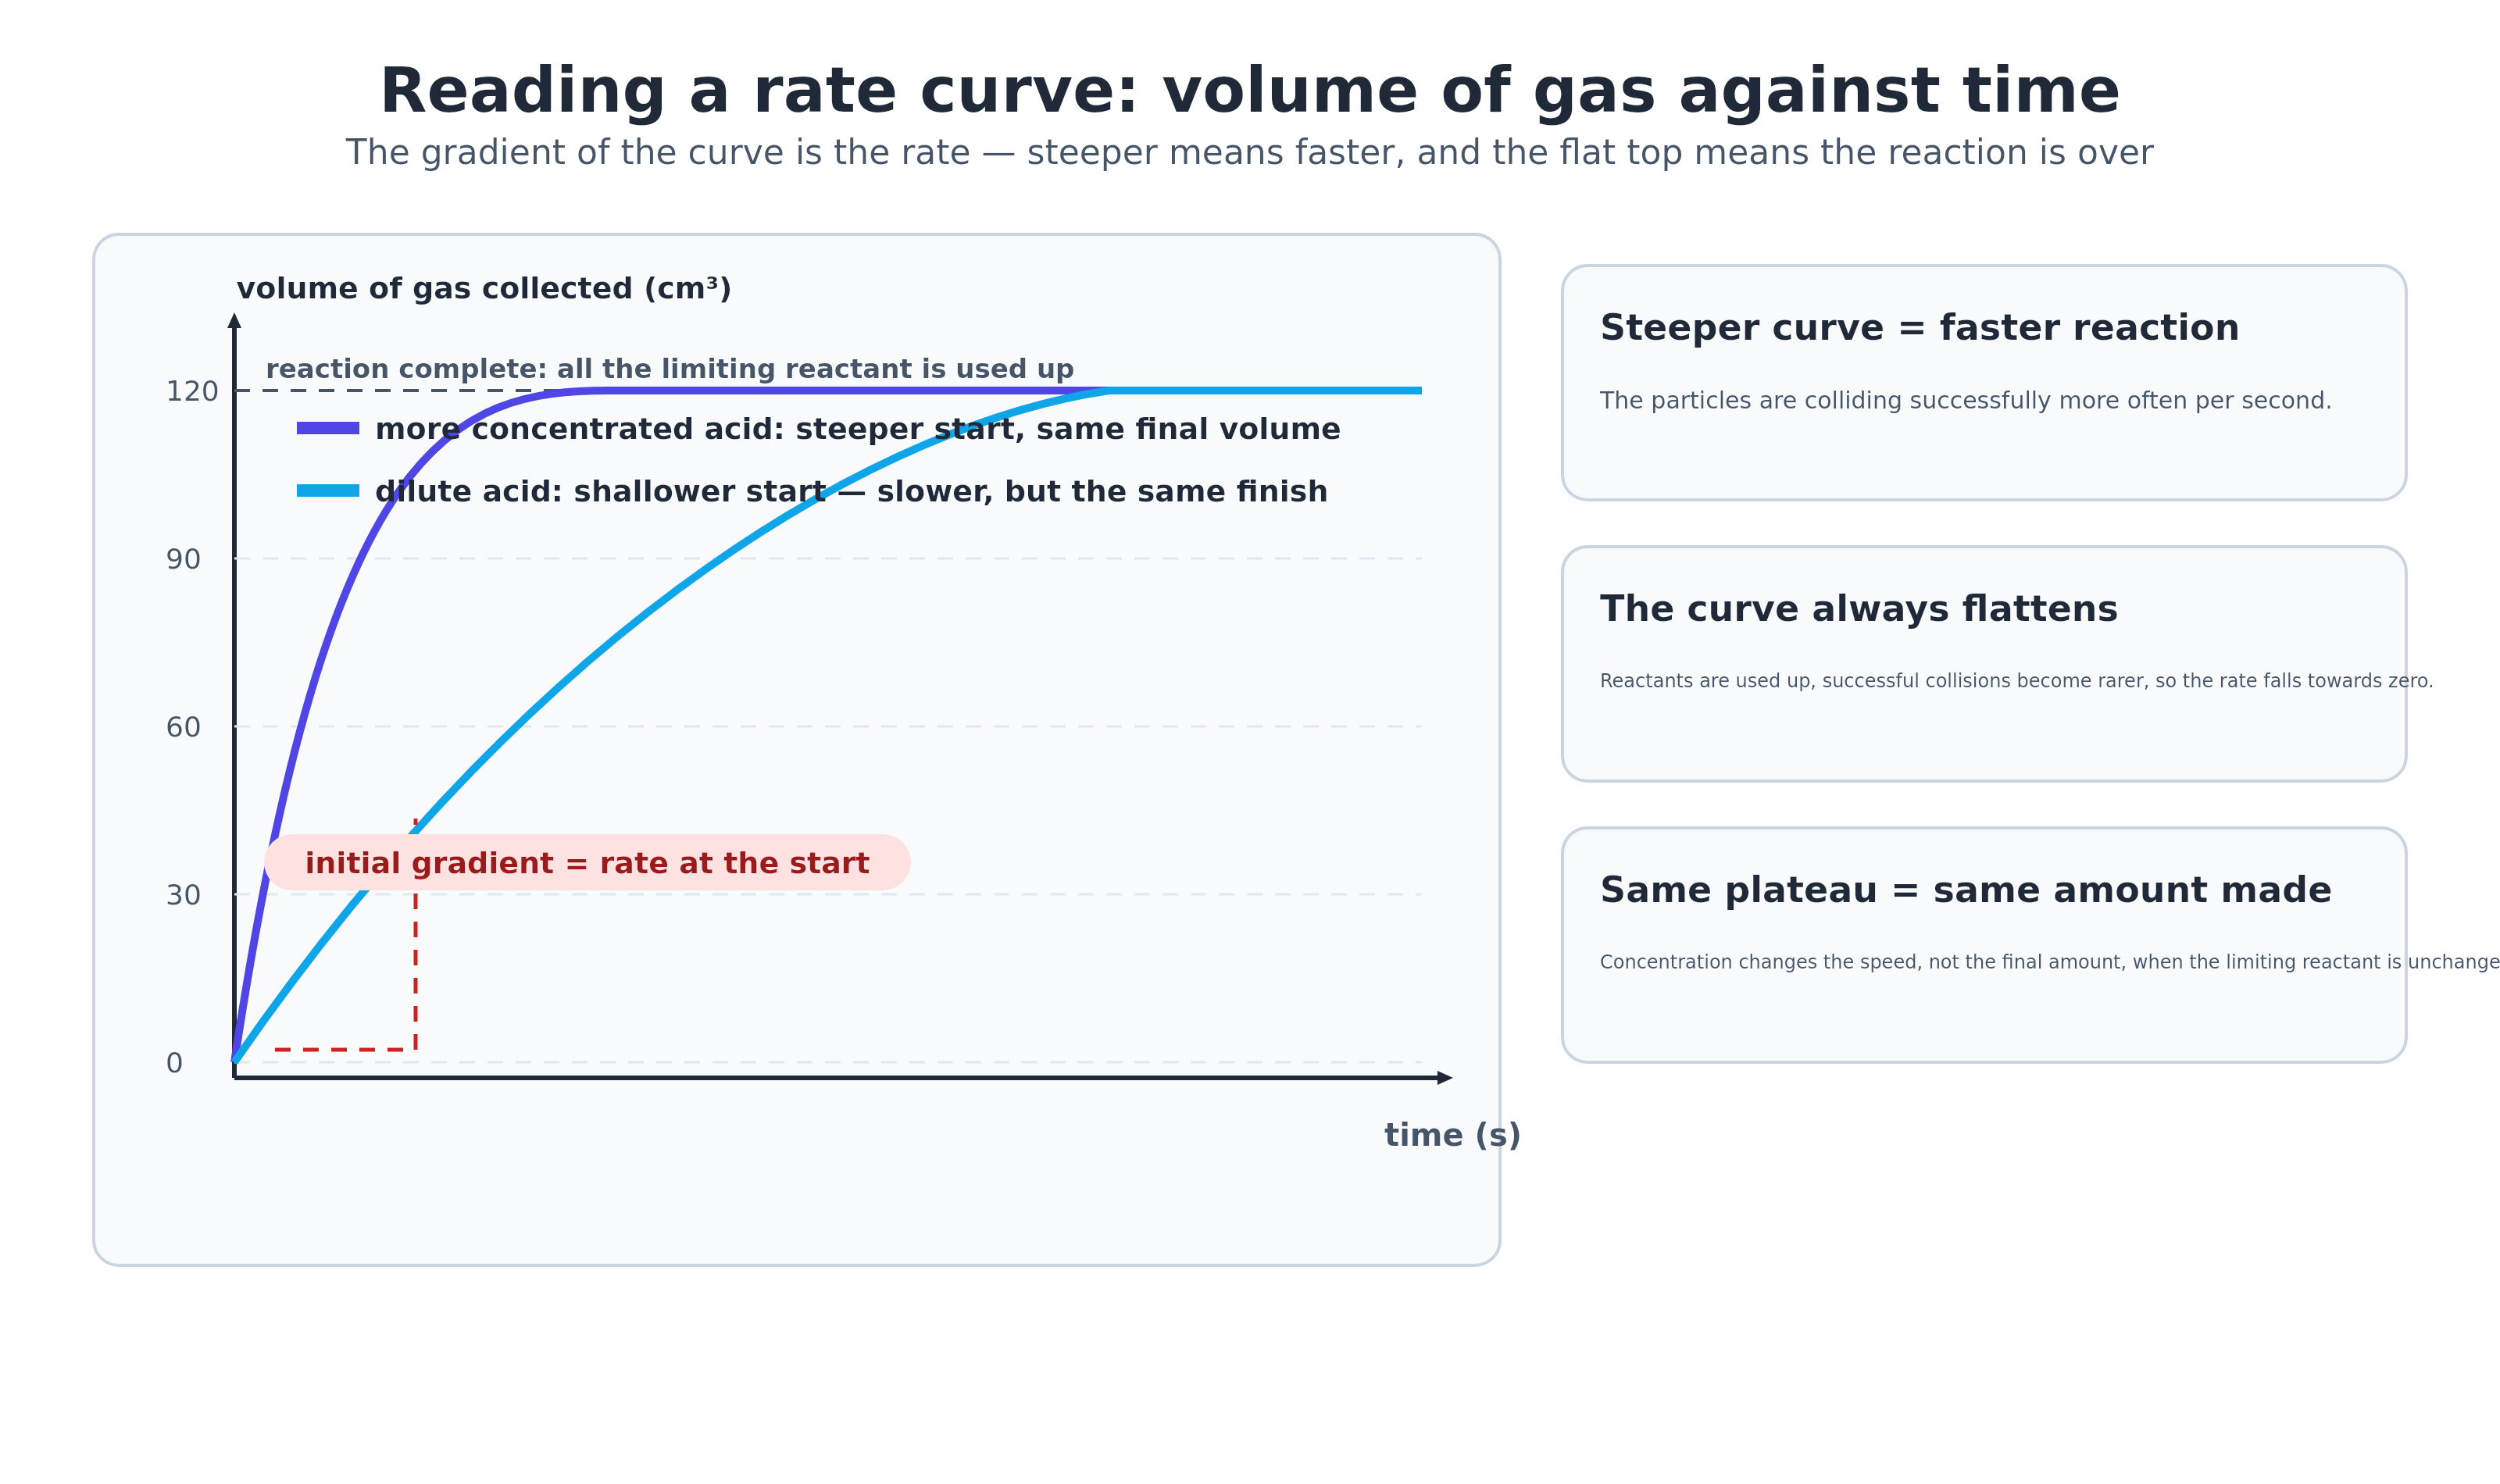 Reading a rate curve: volume of gas against time
The gradient of the curve is the rate — steeper means faster, and the flat top means the reaction is over
volume of gas collected (cm³)
reaction complete: all the limiting reactant is used up
120
more concentrated acid: steeper start, same final volume
dilute acid: shallower start — slower, but the same finish
90
60
initial gradient = rate at the start
30
0
time (s)
Steeper curve = faster reaction
The particles are colliding successfully more often per second.
The curve always flattens
Reactants are used up, successful collisions become rarer, so the rate falls towards zero.
Same plateau = same amount made
Concentration changes the speed, not the final amount, when the limiting reactant is unchange